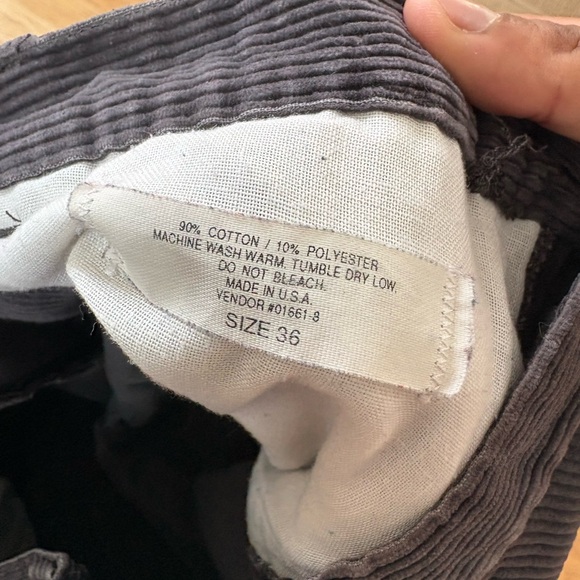 90% COTTON / 10% POLYESTER
MACHINE WASH WARM. TUMBLE DRY LOW
DO NOT BLEACH.
MADE IN U.S.A.
VENDOR #01661-8
SIZE 36